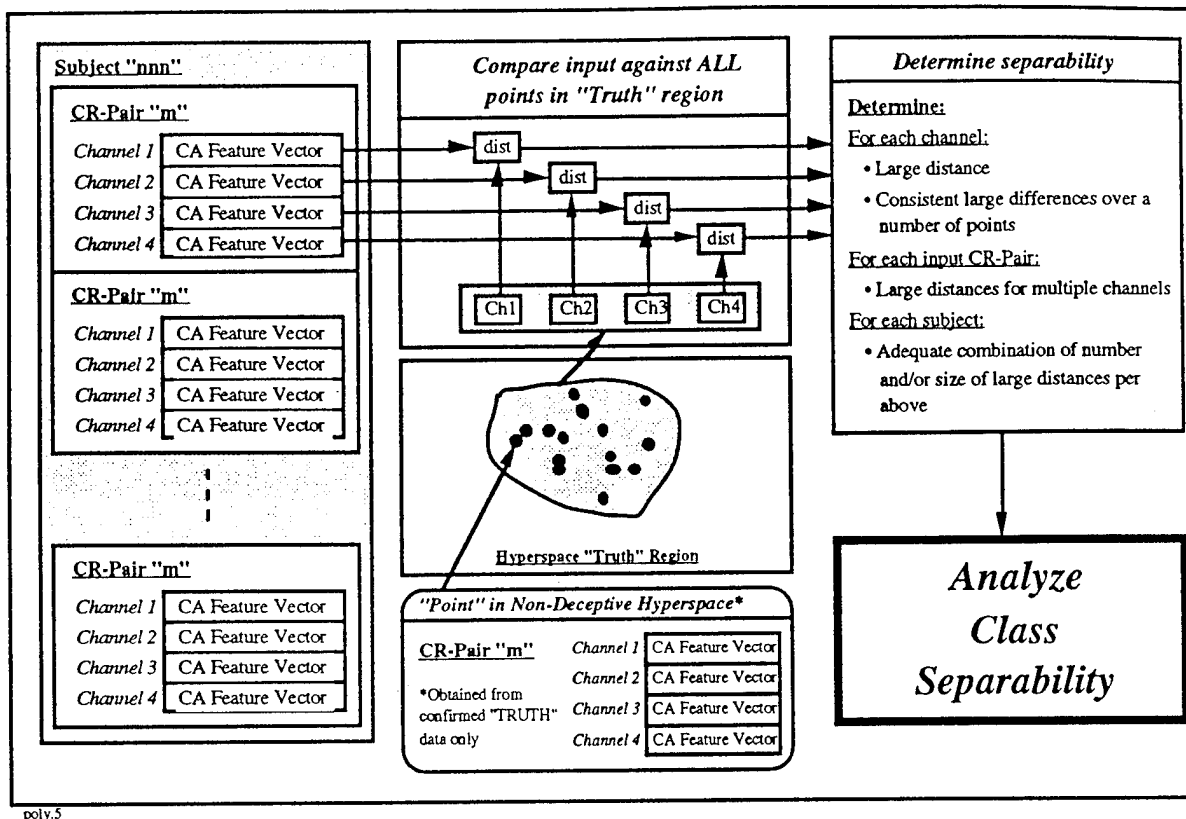 Subject "nnn"
CR-Pair "m"
Channel 1 CA Feature Vector
Channel 2 CA Feature Vector
Channel 3 CA Feature Vector
Channel 4 CA Feature Vector
CR-Pair "m"
Channel 1 CA Feature Vector
Channel 2 CA Feature Vector
Channel 3 CA Feature Vector
Channel 4 CA Feature Vector
CR-Pair "m"
Channel 1 CA Feature Vector
Channel 2 CA Feature Vector
Channel 3 CA Feature Vector
Channel 4 CA Feature Vector
Compare input against ALL
points in "Truth" region
dist
dist
dist
dist
Ch1 Ch2 Ch3 Ch4
Hyperspace "Truth" Region
"Point" in Non-Deceptive Hyperspace*
CR-Pair "m"
*Obtained from
confirmed "TRUTH"
data only
Channel 1 CA Feature Vector
Channel 2 CA Feature Vector
Channel 3 CA Feature Vector
Channel 4 CA Feature Vector
Determine separability
Determine:
For each channel:
• Large distance
• Consistent large differences over a
number of points
For each input CR-Pair:
• Large distances for multiple channels
For each subject:
• Adequate combination of number
and/or size of large distances per
above
Analyze
Class
Separability
poly.5